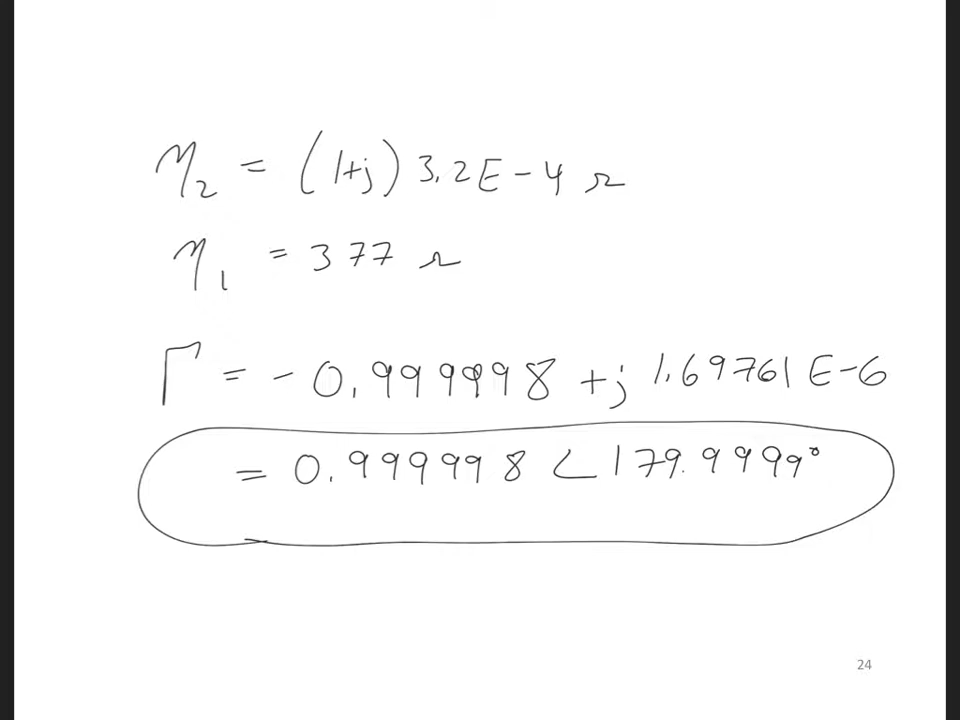 η₂ = (1+j) 3.2E-4 Ω
η₁ = 377 Ω
Γ = -0.999998 + j 1.69761 E-6
= 0.999998 ∠179.9999°
24